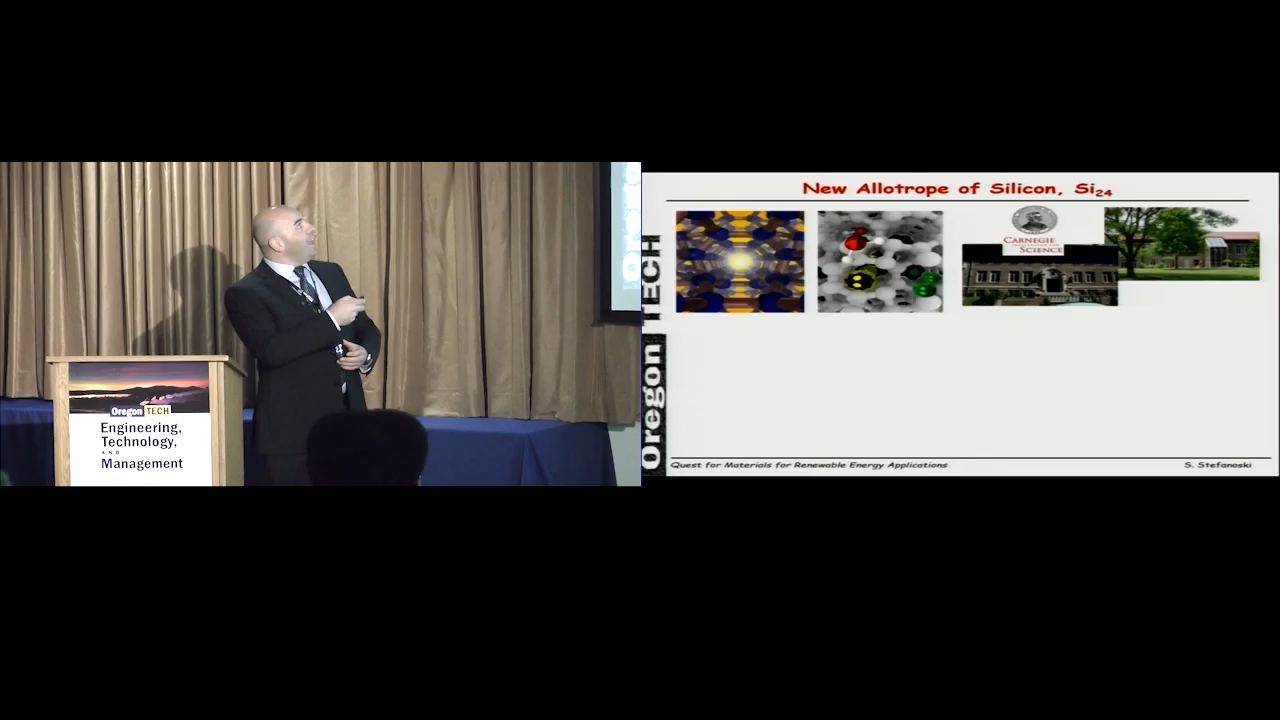 Oregon TECH
Engineering,
Technology,
AND
Management
New Allotrope of Silicon, Si24
CARNEGIE
SCIENCE
Oregon TECH
Quest for Materials for Renewable Energy Applications
S. Stefanoski